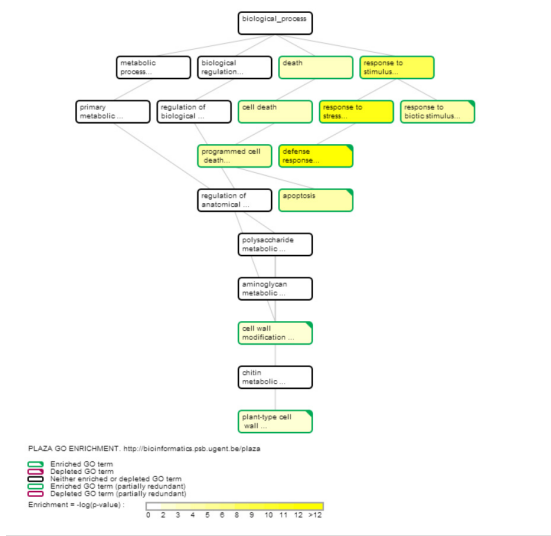 biological_process
metabolic
process...
biological
regulation...
death
response to
stimulus...
primary
metabolic ...
regulation of
biological ...
cell death
response to
stress...
response to
biotic stimulus...
programmed cell
death...
defense
response...
regulation of
anatomical ...
apoptosis
polysaccharide
metabolic ...
aminoglycan
metabolic ...
cell wall
modification ...
chitin
metabolic ...
plant-type cell
wall ...
PLAZA GO ENRICHMENT. http://bioinformatics.psb.ugent.be/plaza
Enriched GO term
Depleted GO term
Neither enriched or depleted GO term
Enriched GO term (partially redundant)
Depleted GO term (partially redundant)
Enrichment = -log(p-value) :
0 2 3 4 5 6 8 9 10 11 12 >12